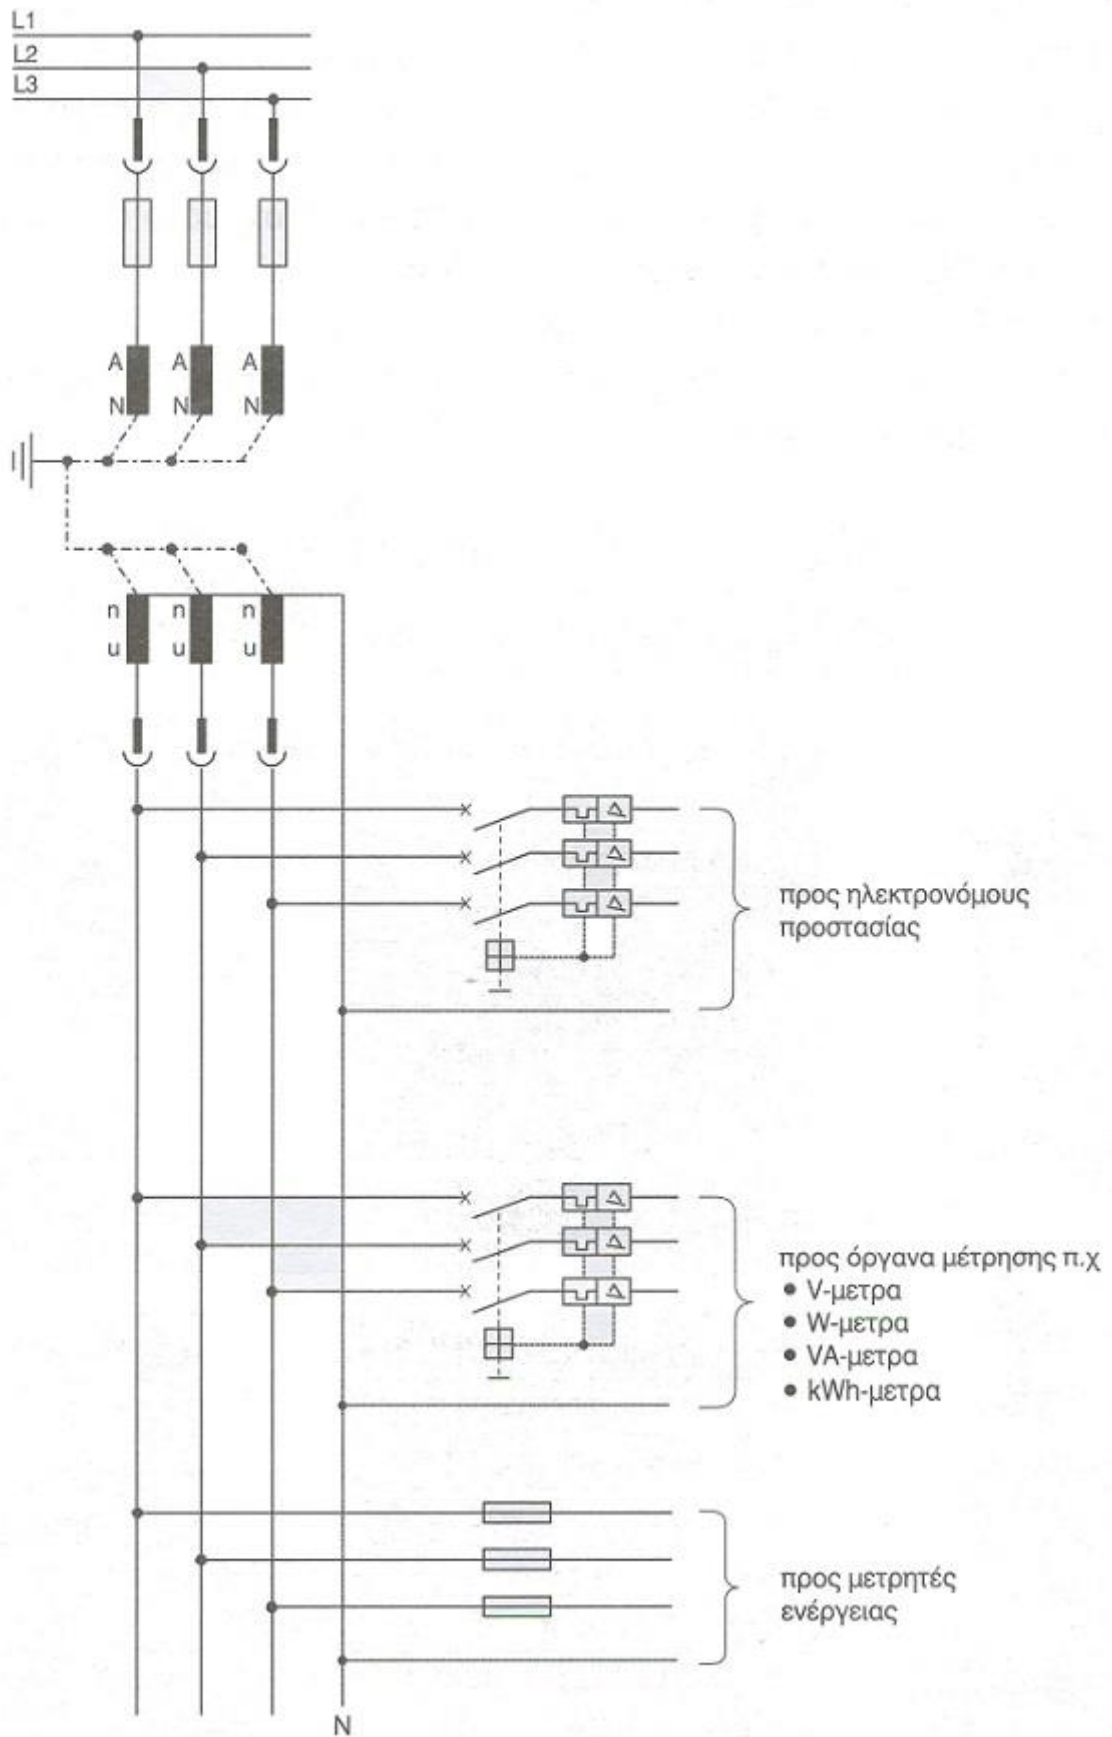 L1
L2
L3
A A A
N N N
n n n
u u u
προς ηλεκτρονόμους
προστασίας
προς όργανα μέτρησης π.χ
• V-μετρα
• W-μετρα
• VA-μετρα
• kWh-μετρα
προς μετρητές
ενέργειας
N